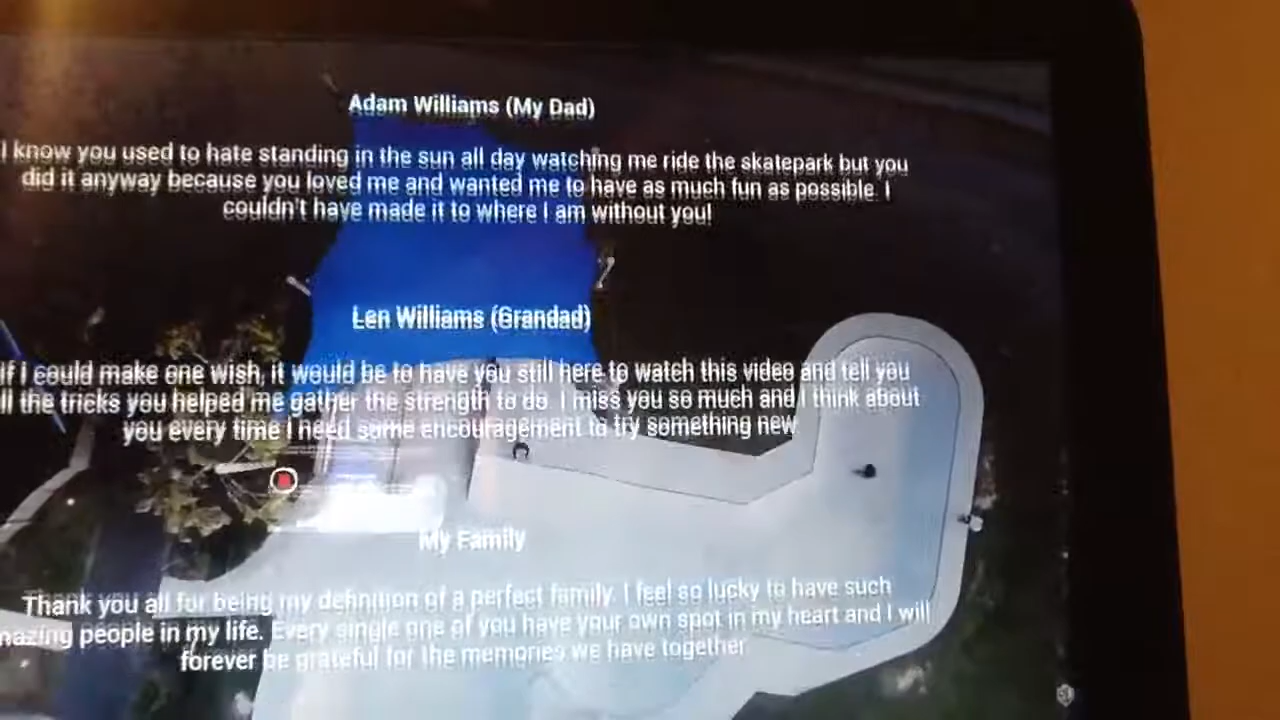 Adam Williams (My Dad)
I know you used to hate standing in the sun all day watching me ride the skatepark but you
did it anyway because you loved me and wanted me to have as much fun as possible. I
couldn't have made it to where I am without you!
Len Williams (Grandad)
If I could make one wish, it would be to have you still here to watch this video and tell you
ll the tricks you helped me gather the strength to do. I miss you so much and I think about
you every time I need some encouragement to try something new
My Family
Thank you all for being my definition of a perfect family. I feel so lucky to have such
mazing people in my life. Every single one of you have your own spot in my heart and I will
forever be grateful for the memories we have together